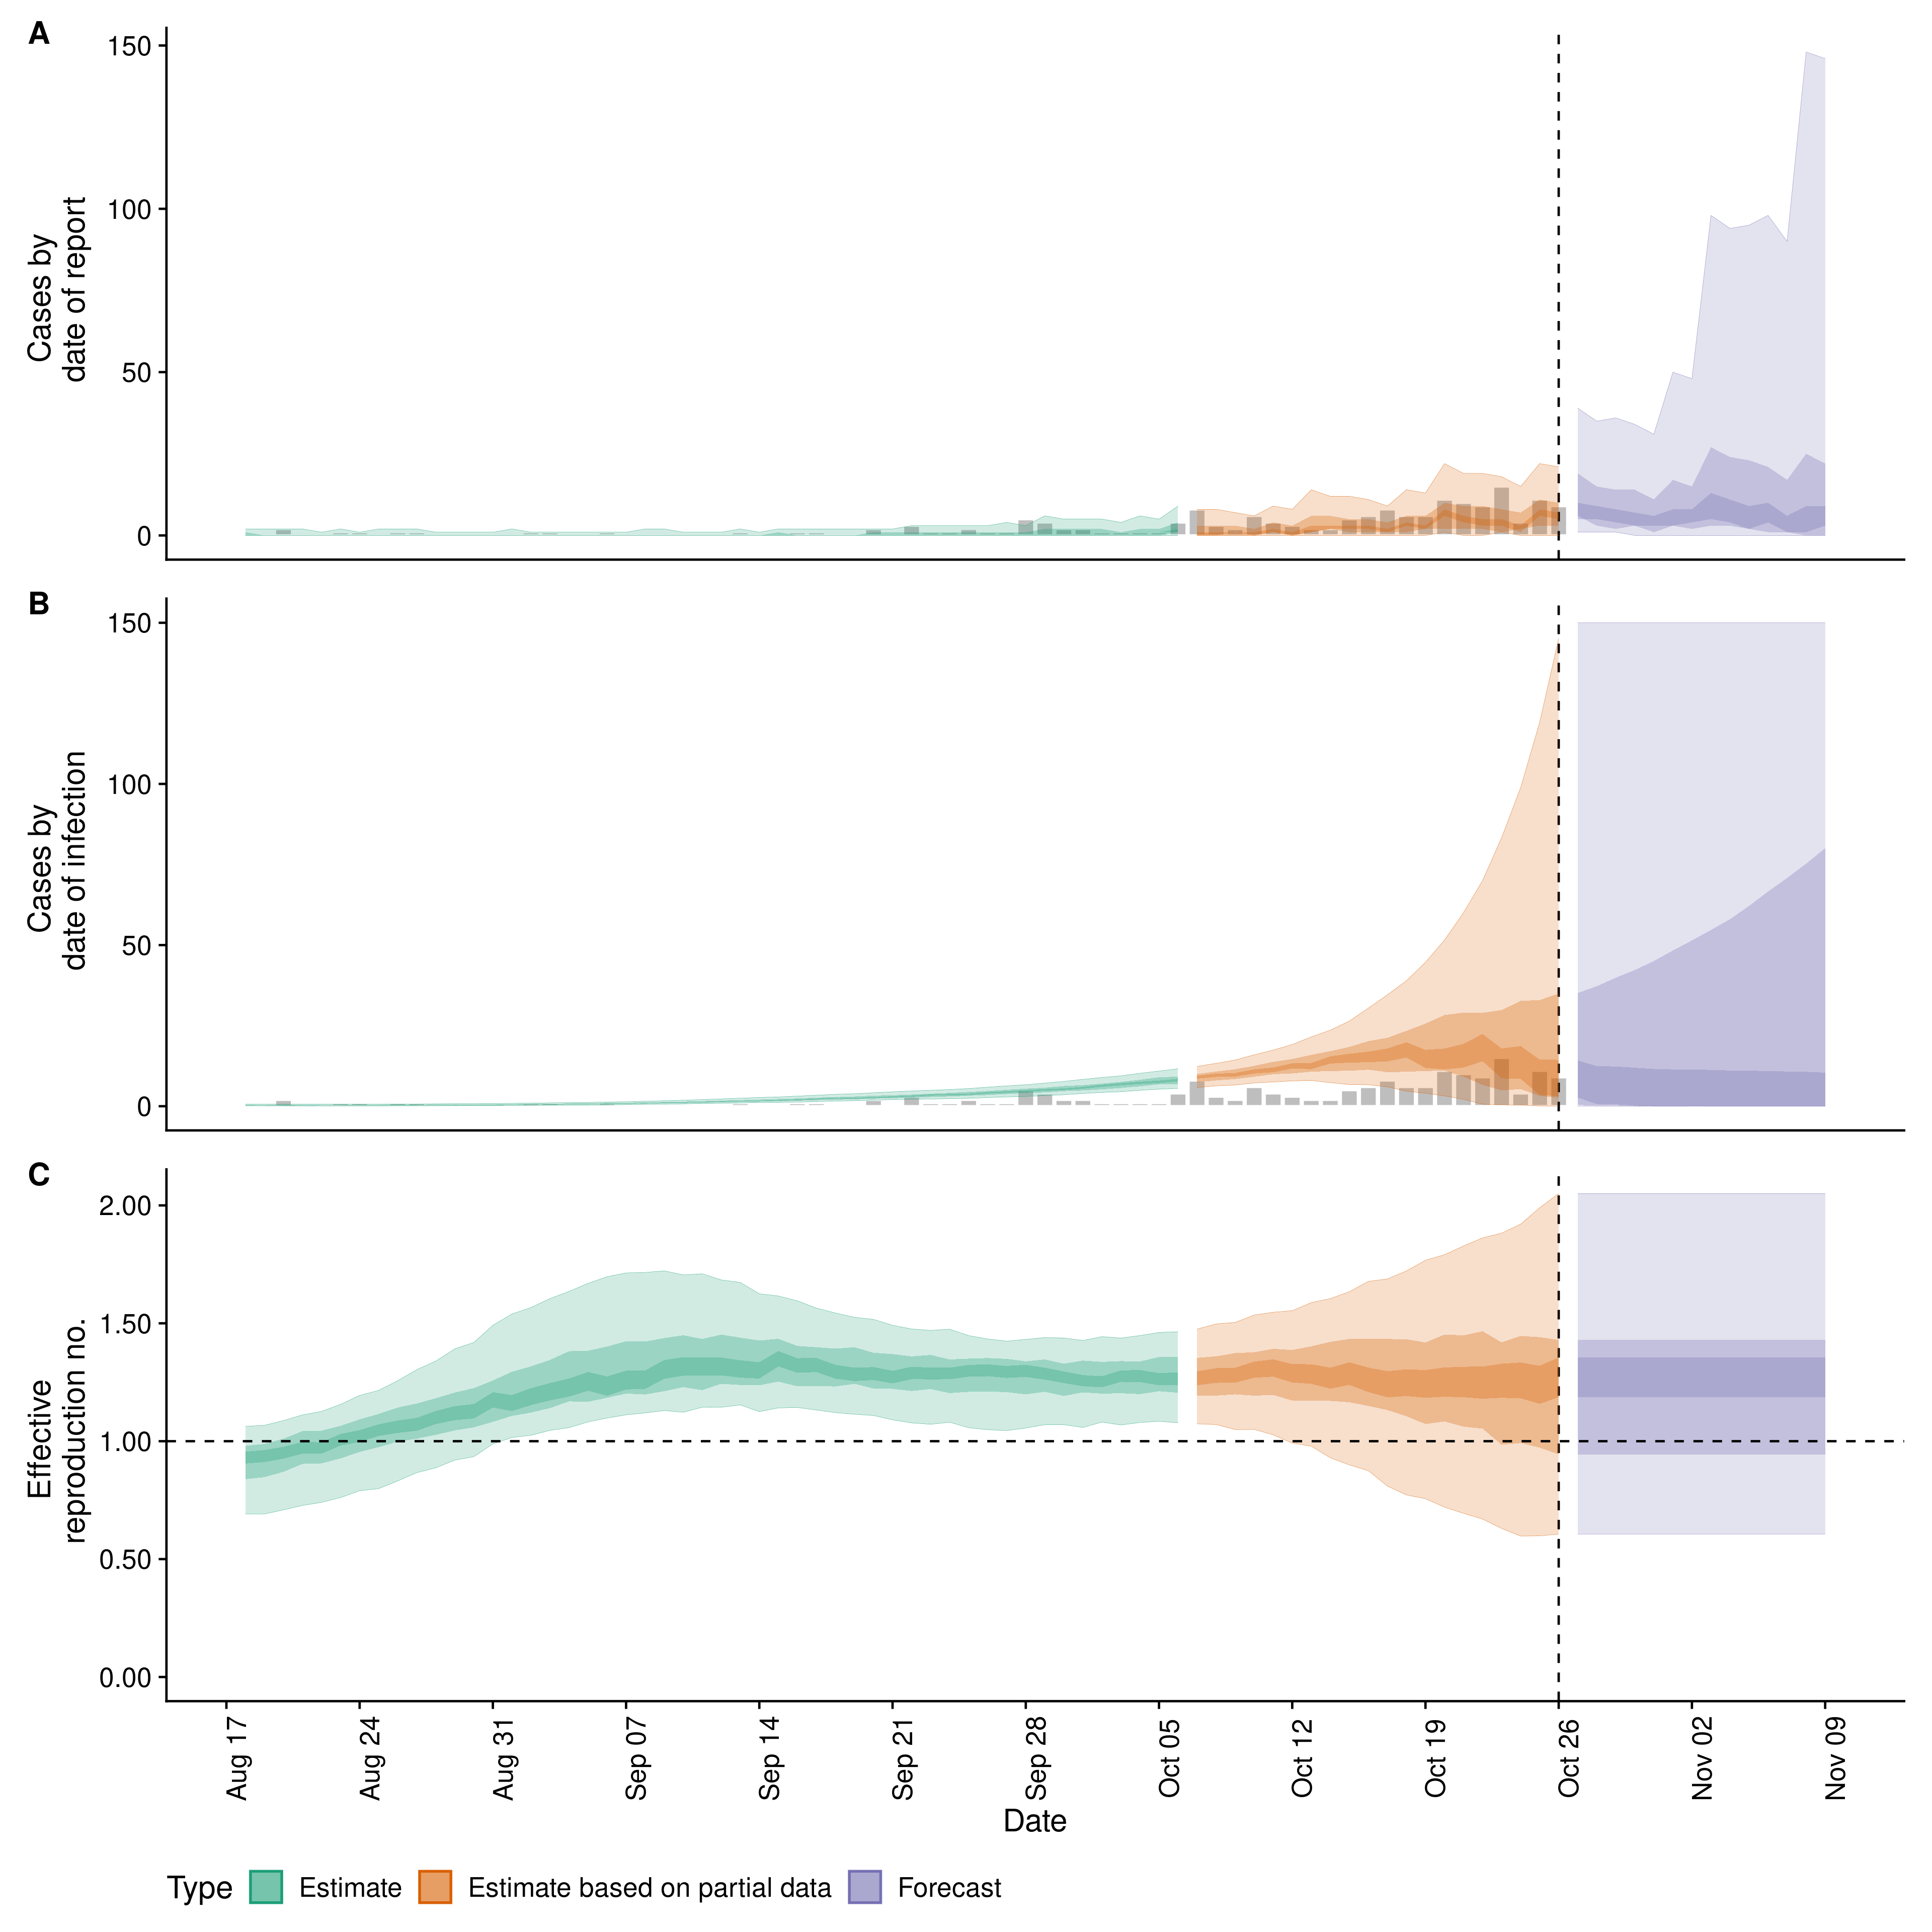 A
150
100
50
0
Cases by
date of report
B
150
100
50
0
Cases by
date of infection
C
2.00
1.50
1.00
0.50
0.00
Effective
reproduction no.
Aug 17
Aug 24
Aug 31
Sep 07
Sep 14
Sep 21
Sep 28
Oct 05
Oct 12
Oct 19
Oct 26
Nov 02
Nov 09
Date
Type Estimate Estimate based on partial data Forecast